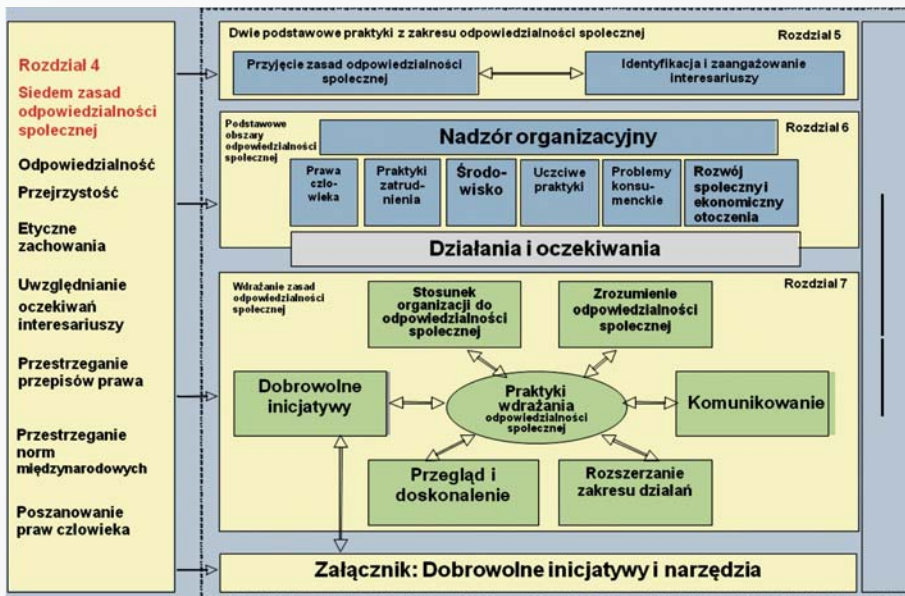 Rozdział 4
Siedem zasad
odpowiedzialności
społecznej
Odpowiedzialność
Przejrzystość
Etyczne
zachowania
Uwzględnianie
oczekiwań
interesariuszy
Przestrzeganie
przepisów prawa
Przestrzeganie
norm
międzynarodowych
Poszanowanie
praw człowieka
Dwie podstawowe praktyki z zakresu odpowiedzialności społecznej
Rozdział 5
Przyjęcie zasad odpowiedzialności
społecznej
Identyfikacja i zaangażowanie
interesariuszy
Podstawowe
obszary
odpowiedzialności
społecznej
Rozdział 6
Nadzór organizacyjny
Prawa
czło-
wieka
Praktyki
zatrud-
nienia
Środo-
wisko
Uczciwe
praktyki
Problemy
konsu-
menckie
Rozwój
społeczny i
ekonomiczny
otoczenia
Działania i oczekiwania
Wdrażanie zasad
odpowiedzialności
społecznej
Rozdział 7
Stosunek
organizacji do
odpowiedzialności
społecznej
Zrozumienie
odpowiedzialności
społecznej
Dobrowolne
inicjatywy
Praktyki
wdrażania
odpowiedzialności
społecznej
Komunikowanie
Przegląd i
doskonalenie
Rozszerzanie
zakresu działań
Załącznik: Dobrowolne inicjatywy i narzędzia